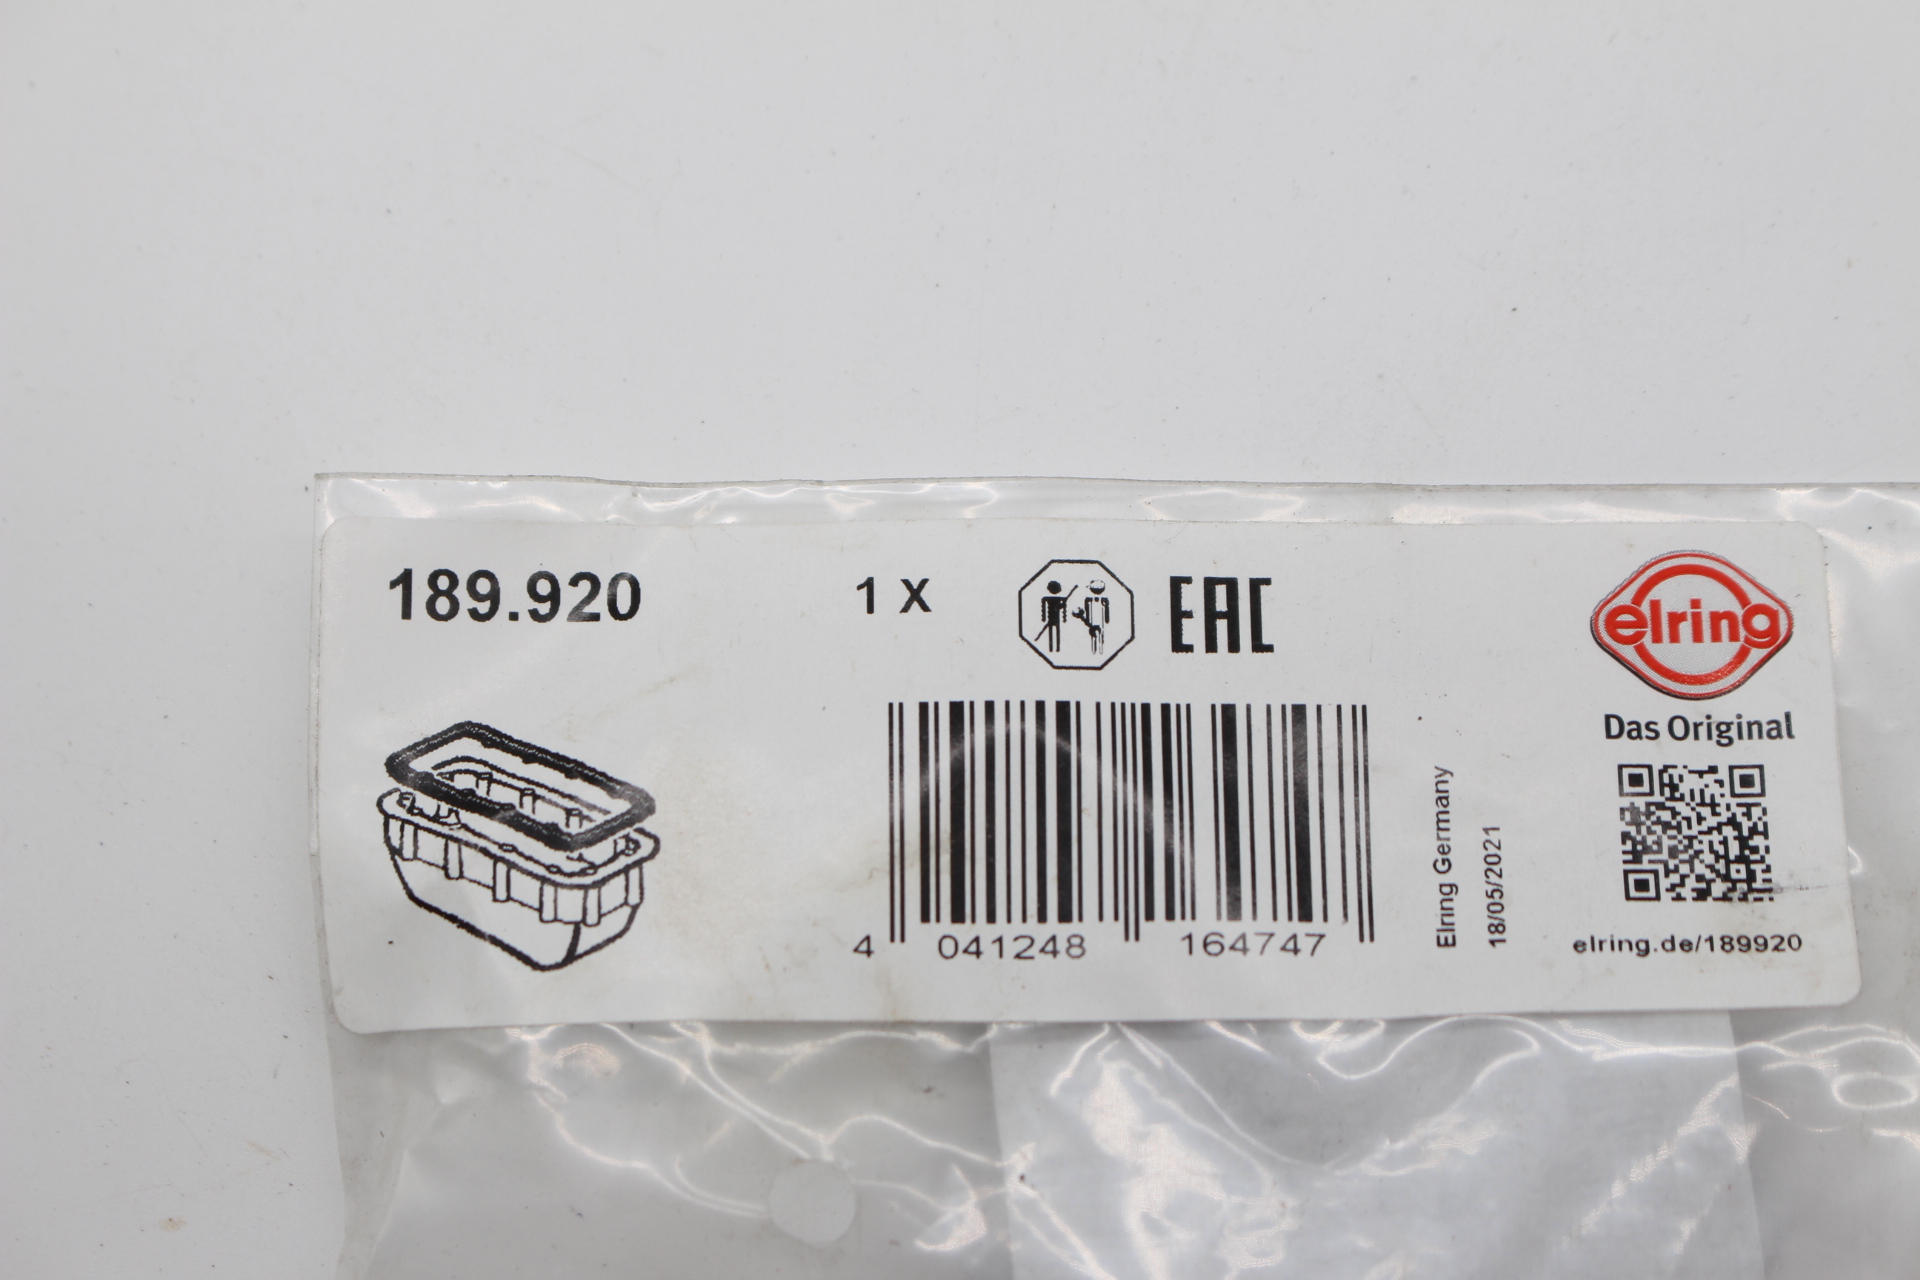 189.920
1 X
EAC
elring
Das Original
4 041248 164747
Elring Germany
18/05/2021
elring.de/189920